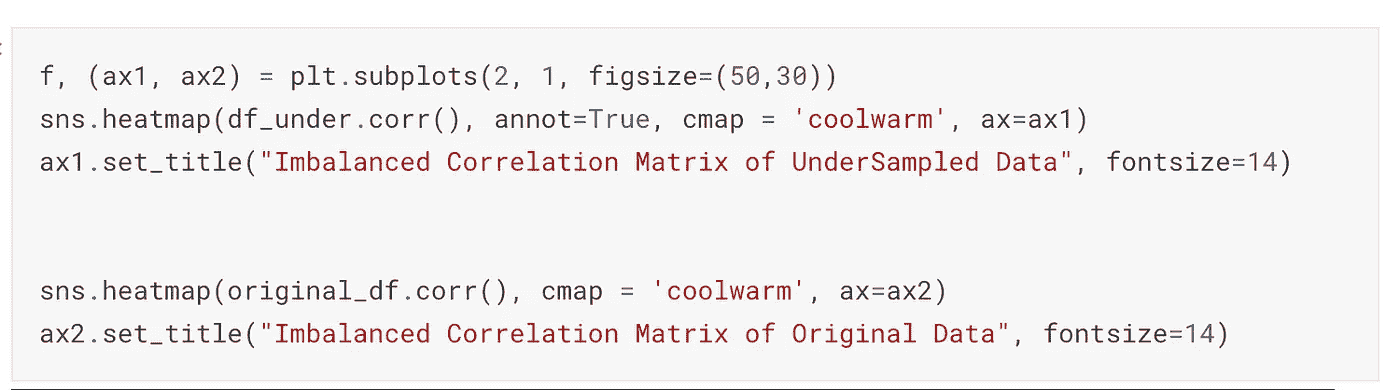 f, (ax1, ax2) = plt.subplots(2, 1, figsize=(50,30))
sns.heatmap(df_under.corr(), annot=True, cmap = 'coolwarm', ax=ax1)
ax1.set_title("Imbalanced Correlation Matrix of UnderSampled Data", fontsize=14)
sns.heatmap(original_df.corr(), cmap = 'coolwarm', ax=ax2)
ax2.set_title("Imbalanced Correlation Matrix of Original Data", fontsize=14)